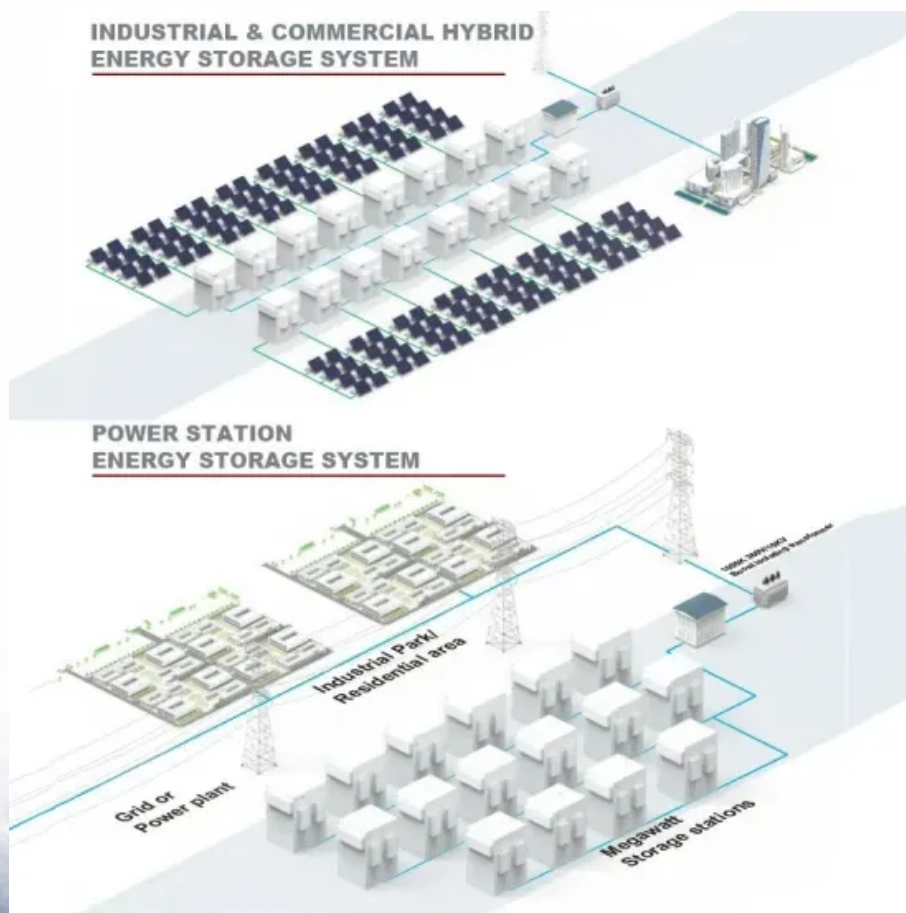 INDUSTRIAL & COMMERCIAL HYBRID
ENERGY STORAGE SYSTEM
POWER STATION
ENERGY STORAGE SYSTEM
Industrial Park/
Residential area
Grid or
Power plant
Megawatt
Storage stations